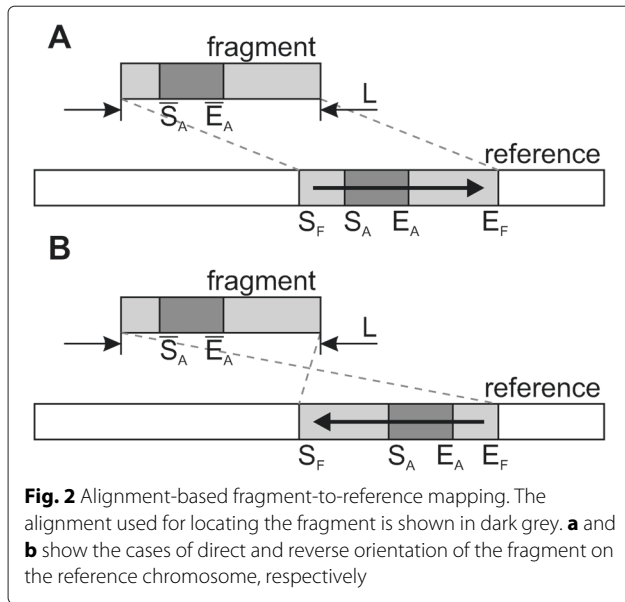 A
fragment
S̅A E̅A
L
reference
SF SA EA EF
B
fragment
S̅A E̅A
L
reference
SF SA EA EF
Fig. 2 Alignment-based fragment-to-reference mapping. The
alignment used for locating the fragment is shown in dark grey. a and
b show the cases of direct and reverse orientation of the fragment on
the reference chromosome, respectively